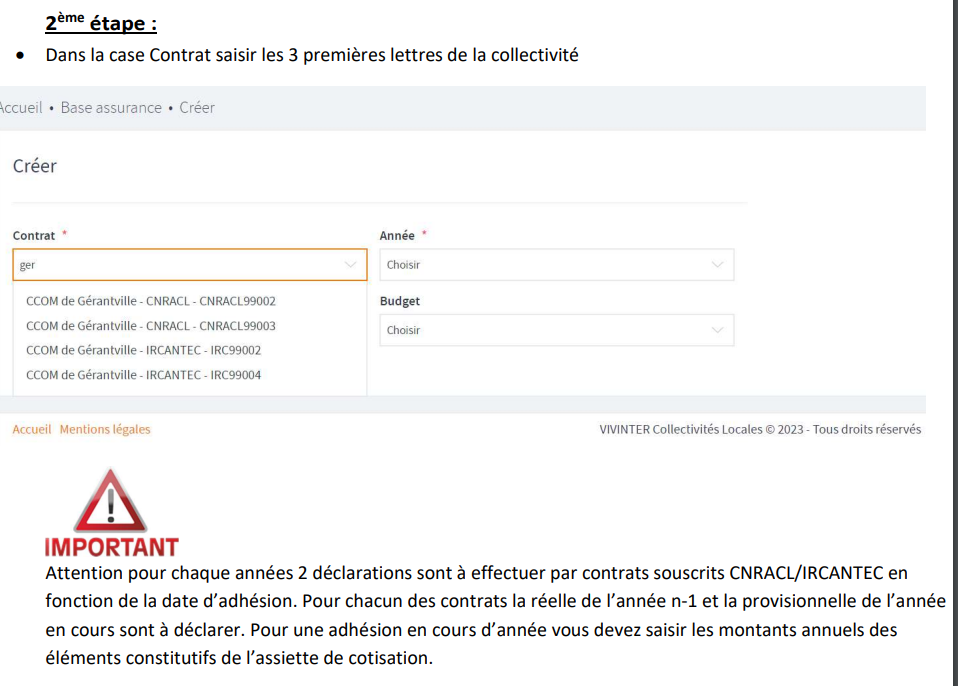 2ème étape :
• Dans la case Contrat saisir les 3 premières lettres de la collectivité
Accueil • Base assurance • Créer
Créer
Contrat * Année *
ger Choisir
CCOM de Gérantville - CNRACL - CNRACL99002 Budget
CCOM de Gérantville - CNRACL - CNRACL99003 Choisir
CCOM de Gérantville - IRCANTEC - IRC99002
CCOM de Gérantville - IRCANTEC - IRC99004
Accueil Mentions légales VIVINTER Collectivités Locales © 2023 - Tous droits réservés
!
IMPORTANT
Attention pour chaque années 2 déclarations sont à effectuer par contrats souscrits CNRACL/IRCANTEC en
fonction de la date d’adhésion. Pour chacun des contrats la réelle de l’année n-1 et la provisionnelle de l’année
en cours sont à déclarer. Pour une adhésion en cours d’année vous devez saisir les montants annuels des
éléments constitutifs de l’assiette de cotisation.